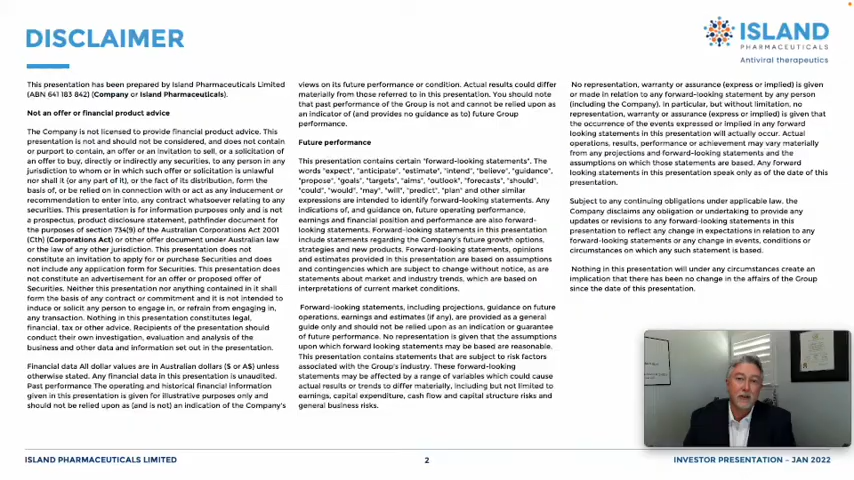 DISCLAIMER
ISLAND
PHARMACEUTICALS
Antiviral therapeutics
This presentation has been prepared by Island Pharmaceuticals Limited
(ABN 641 183 842) (Company or Island Pharmaceuticals).
Not an offer or financial product advice
The Company is not licensed to provide financial product advice. This
presentation is not and should not be considered, and does not contain
or purport to contain, an offer or an invitation to sell, or a solicitation of
an offer to buy, directly or indirectly any securities, to any person in any
jurisdiction to whom or in which such offer or solicitation is unlawful
nor shall it (or any part of it), or the fact of its distribution, form the
basis of, or be relied on in connection with or act as any inducement or
recommendation to enter into, any contract whatsoever relating to any
securities. This presentation is for information purposes only and is not
a prospectus, product disclosure statement, pathfinder document for
the purposes of section 734(9) of the Australian Corporations Act 2001
(Cth) (Corporations Act) or other offer document under Australian law
or the law of any other jurisdiction. This presentation does not
constitute an invitation to apply for or purchase Securities and does
not include any application form for Securities. This presentation does
not constitute an advertisement for an offer or proposed offer of
Securities. Neither this presentation nor anything contained in it shall
form the basis of any contract or commitment and it is not intended to
induce or solicit any person to engage in, or refrain from engaging in,
any transaction. Nothing in this presentation constitutes legal,
financial, tax or other advice. Recipients of the presentation should
conduct their own investigation, evaluation and analysis of the
business and other data and information set out in the presentation.
Financial data All dollar values are in Australian dollars ($ or A$) unless
otherwise stated. Any financial data in this presentation is unaudited.
Past performance The operating and historical financial information
given in this presentation is given for illustrative purposes only and
should not be relied upon as (and is not) an indication of the Company's
views on its future performance or condition. Actual results could differ
materially from those referred to in this presentation. You should note
that past performance of the Group is not and cannot be relied upon as
an indicator of (and provides no guidance as to) future Group
performance.
Future performance
This presentation contains certain "forward-looking statements". The
words "expect", "anticipate", "estimate", "intend", "believe", "guidance",
"propose", "goals", "targets", "aims", "outlook", "forecasts", "should",
"could", "would", "may", "will", "predict", "plan" and other similar
expressions are intended to identify forward-looking statements. Any
indications of, and guidance on, future operating performance,
earnings and financial position and performance are also forward-
looking statements. Forward-looking statements in this presentation
include statements regarding the Company's future growth options,
strategies and new products. Forward-looking statements, opinions
and estimates provided in this presentation are based on assumptions
and contingencies which are subject to change without notice, as are
statements about market and industry trends, which are based on
interpretations of current market conditions.
Forward-looking statements, including projections, guidance on future
operations, earnings and estimates (if any), are provided as a general
guide only and should not be relied upon as an indication or guarantee
of future performance. No representation is given that the assumptions
upon which forward looking statements may be based are reasonable.
This presentation contains statements that are subject to risk factors
associated with the Group's industry. These forward-looking
statements may be affected by a range of variables which could cause
actual results or trends to differ materially, including but not limited to
earnings, capital expenditure, cash flow and capital structure risks and
general business risks.
No representation, warranty or assurance (express or implied) is given
or made in relation to any forward-looking statement by any person
(including the Company). In particular, but without limitation, no
representation, warranty or assurance (express or implied) is given that
the occurrence of the events expressed or implied in any forward
looking statements in this presentation will actually occur. Actual
operations, results, performance or achievement may vary materially
from any projections and forward-looking statements and the
assumptions on which those statements are based. Any forward
looking statements in this presentation speak only as of the date of this
presentation.
Subject to any continuing obligations under applicable law, the
Company disclaims any obligation or undertaking to provide any
updates or revisions to any forward-looking statements in this
presentation to reflect any change in expectations in relation to any
forward-looking statements or any change in events, conditions or
circumstances on which any such statement is based.
Nothing in this presentation will under any circumstances create an
implication that there has been no change in the affairs of the Group
since the date of this presentation.
ISLAND PHARMACEUTICALS LIMITED
2
INVESTOR PRESENTATION – JAN 2022